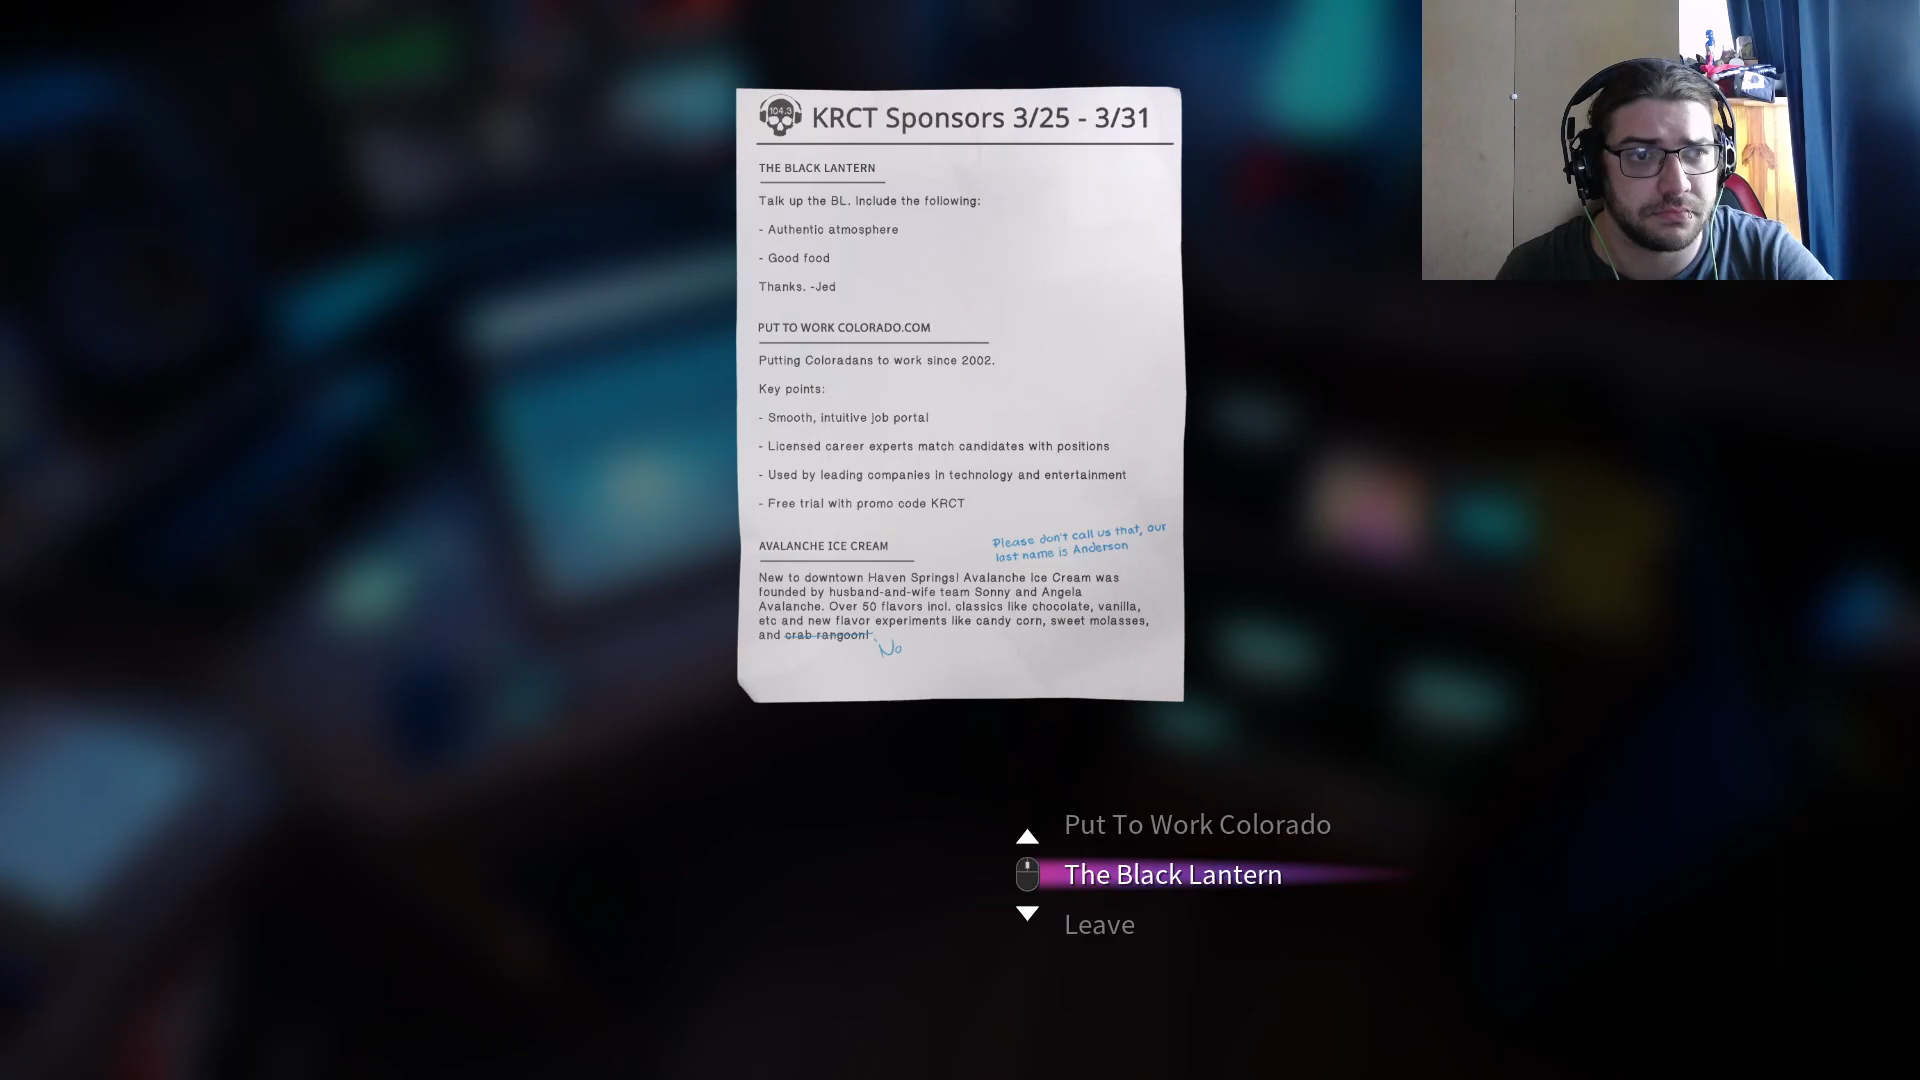 104.3
KRCT Sponsors 3/25 - 3/31
THE BLACK LANTERN
Talk up the BL. Include the following:
- Authentic atmosphere
- Good food
Thanks. -Jed
PUT TO WORK COLORADO.COM
Putting Coloradans to work since 2002.
Key points:
- Smooth, intuitive job portal
- Licensed career experts match candidates with positions
- Used by leading companies in technology and entertainment
- Free trial with promo code KRCT
Please don't call us that, our
last name is Anderson
AVALANCHE ICE CREAM
New to downtown Haven Springs! Avalanche Ice Cream was
founded by husband-and-wife team Sonny and Angela
Avalanche. Over 50 flavors incl. classics like chocolate, vanilla,
etc and new flavor experiments like candy corn, sweet molasses,
and crab rangoon!
No
Put To Work Colorado
The Black Lantern
Leave